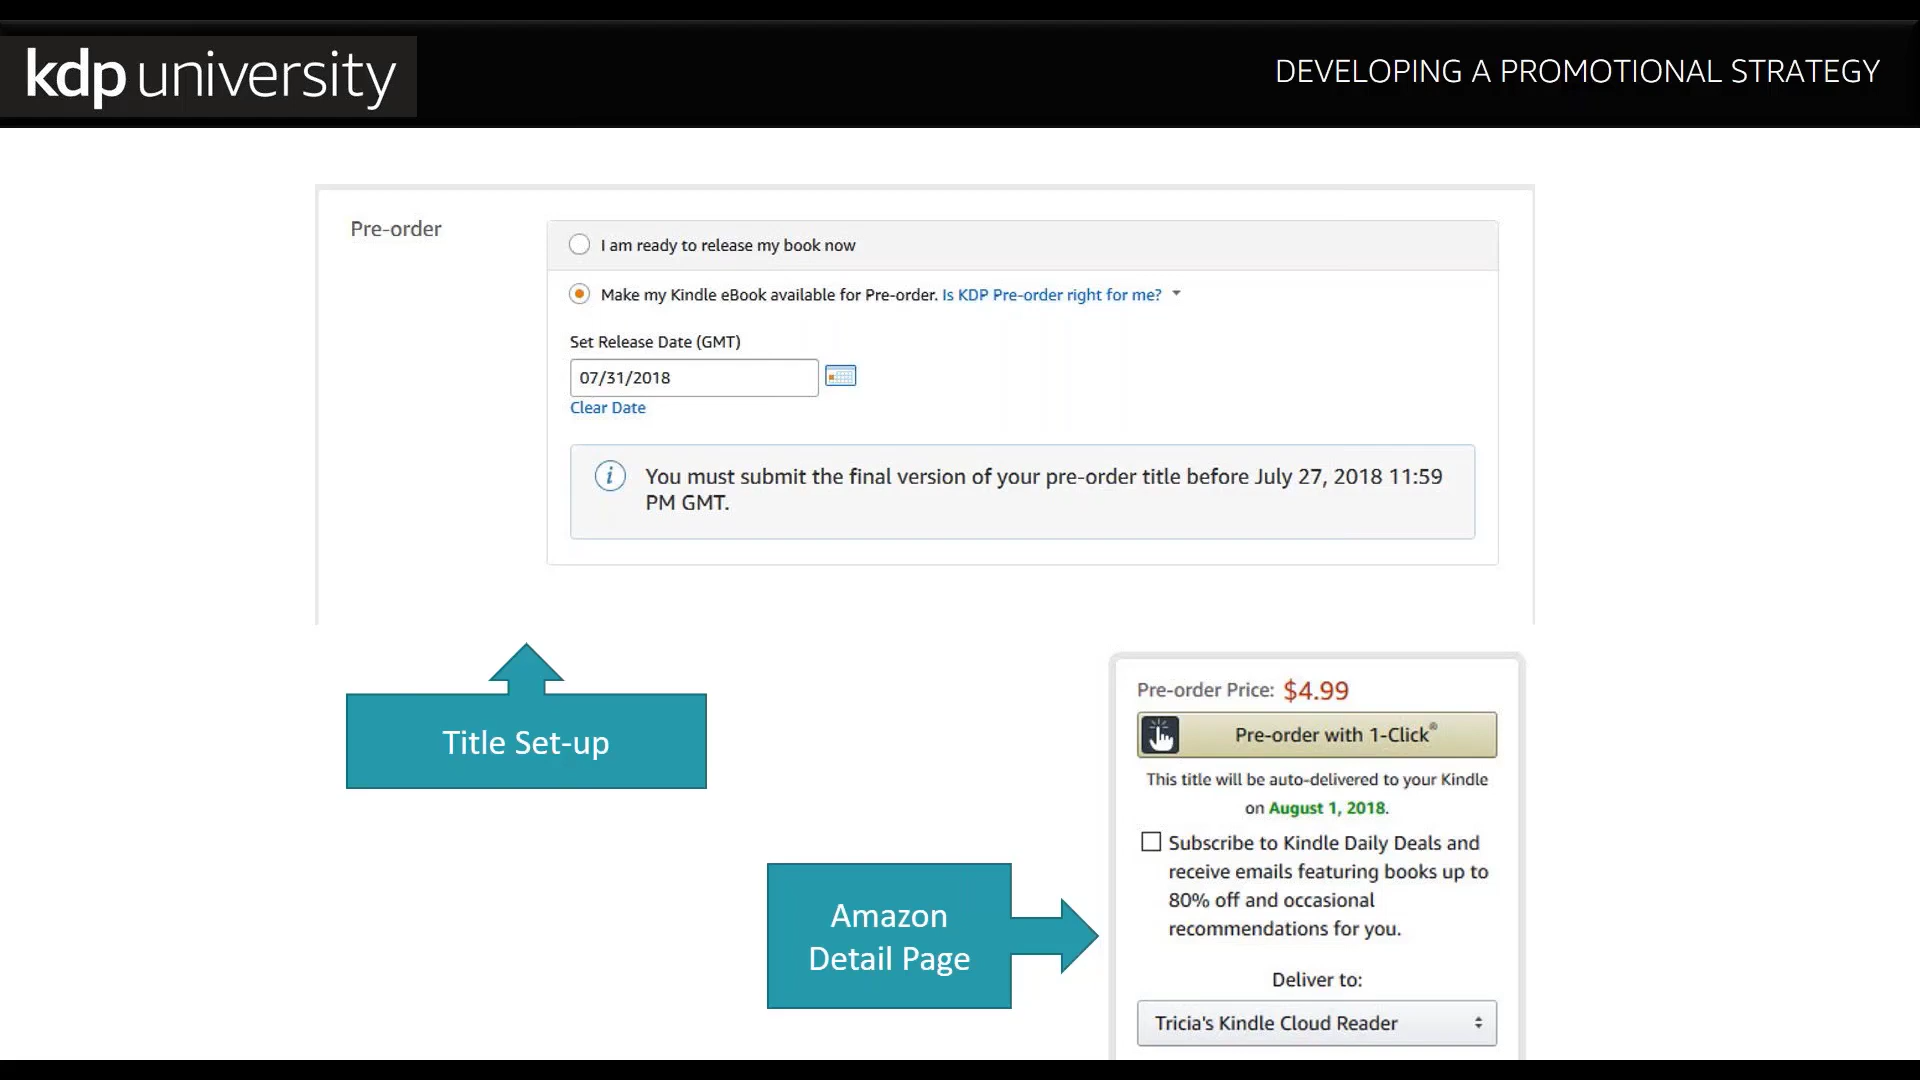 kdp university
DEVELOPING A PROMOTIONAL STRATEGY
Pre-order
I am ready to release my book now
Make my Kindle eBook available for Pre-order. Is KDP Pre-order right for me?
Set Release Date (GMT)
07/31/2018
Clear Date
i
You must submit the final version of your pre-order title before July 27, 2018 11:59
PM GMT.
Title Set-up
Pre-order Price: $4.99
Pre-order with 1-Click®
This title will be auto-delivered to your Kindle
on August 1, 2018.
Subscribe to Kindle Daily Deals and
receive emails featuring books up to
80% off and occasional
recommendations for you.
Amazon
Detail Page
Deliver to:
Tricia's Kindle Cloud Reader